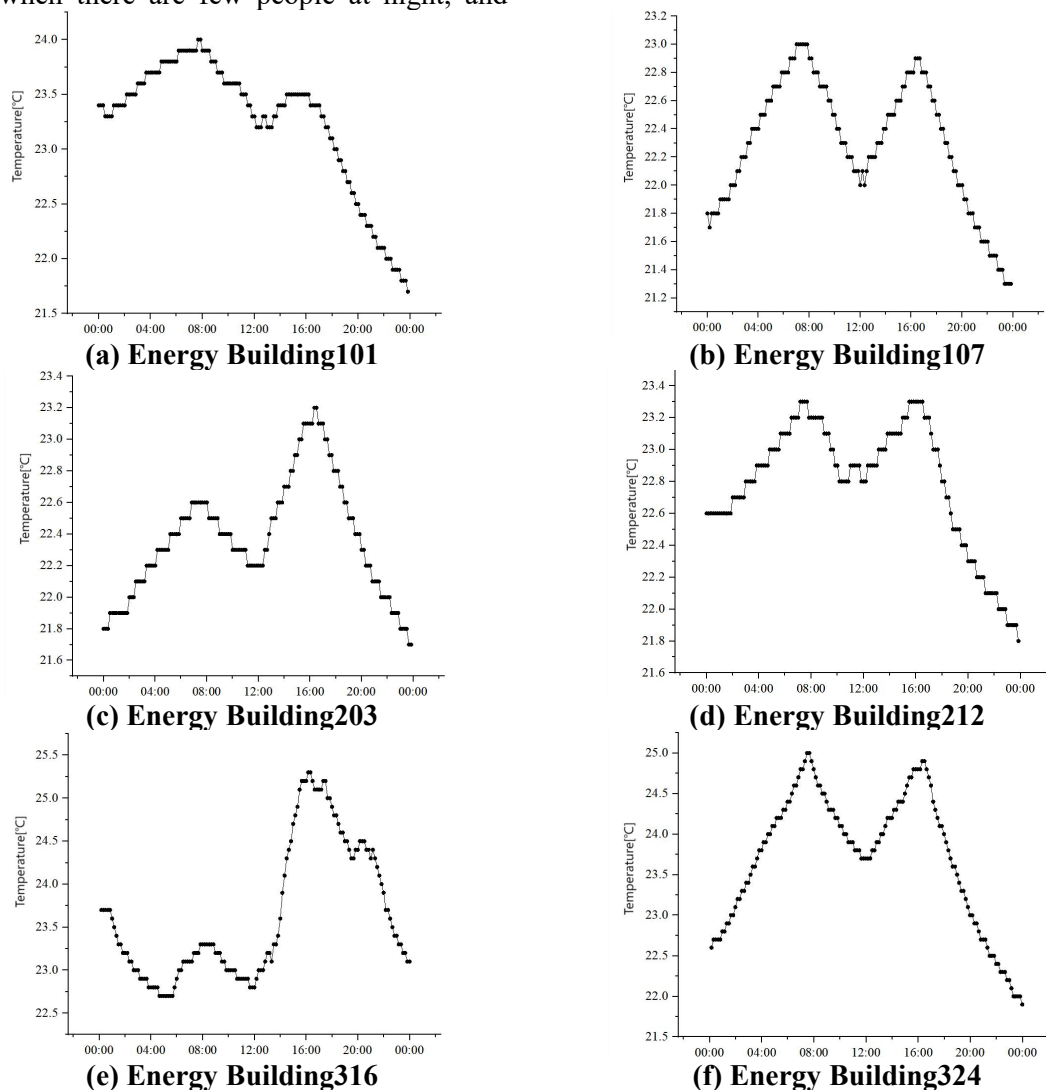 when there are few people at night, and
24.0
23.5
23.0
22.5
22.0
21.5
Temperature[℃]
00:00 04:00 08:00 12:00 16:00 20:00 00:00
(a) Energy Building101
23.2
23.0
22.8
22.6
22.4
22.2
22.0
21.8
21.6
21.4
21.2
Temperature[℃]
00:00 04:00 08:00 12:00 16:00 20:00 00:00
(b) Energy Building107
23.4
23.2
23.0
22.8
22.6
22.4
22.2
22.0
21.8
21.6
Temperature[℃]
00:00 04:00 08:00 12:00 16:00 20:00 00:00
(c) Energy Building203
23.4
23.2
23.0
22.8
22.6
22.4
22.2
22.0
21.8
21.6
Temperature[℃]
00:00 04:00 08:00 12:00 16:00 20:00 00:00
(d) Energy Building212
25.5
25.0
24.5
24.0
23.5
23.0
22.5
Temperature[℃]
00:00 04:00 08:00 12:00 16:00 20:00 00:00
(e) Energy Building316
25.0
24.5
24.0
23.5
23.0
22.5
22.0
21.5
Temperature[℃]
00:00 04:00 08:00 12:00 16:00 20:00 00:00
(f) Energy Building324